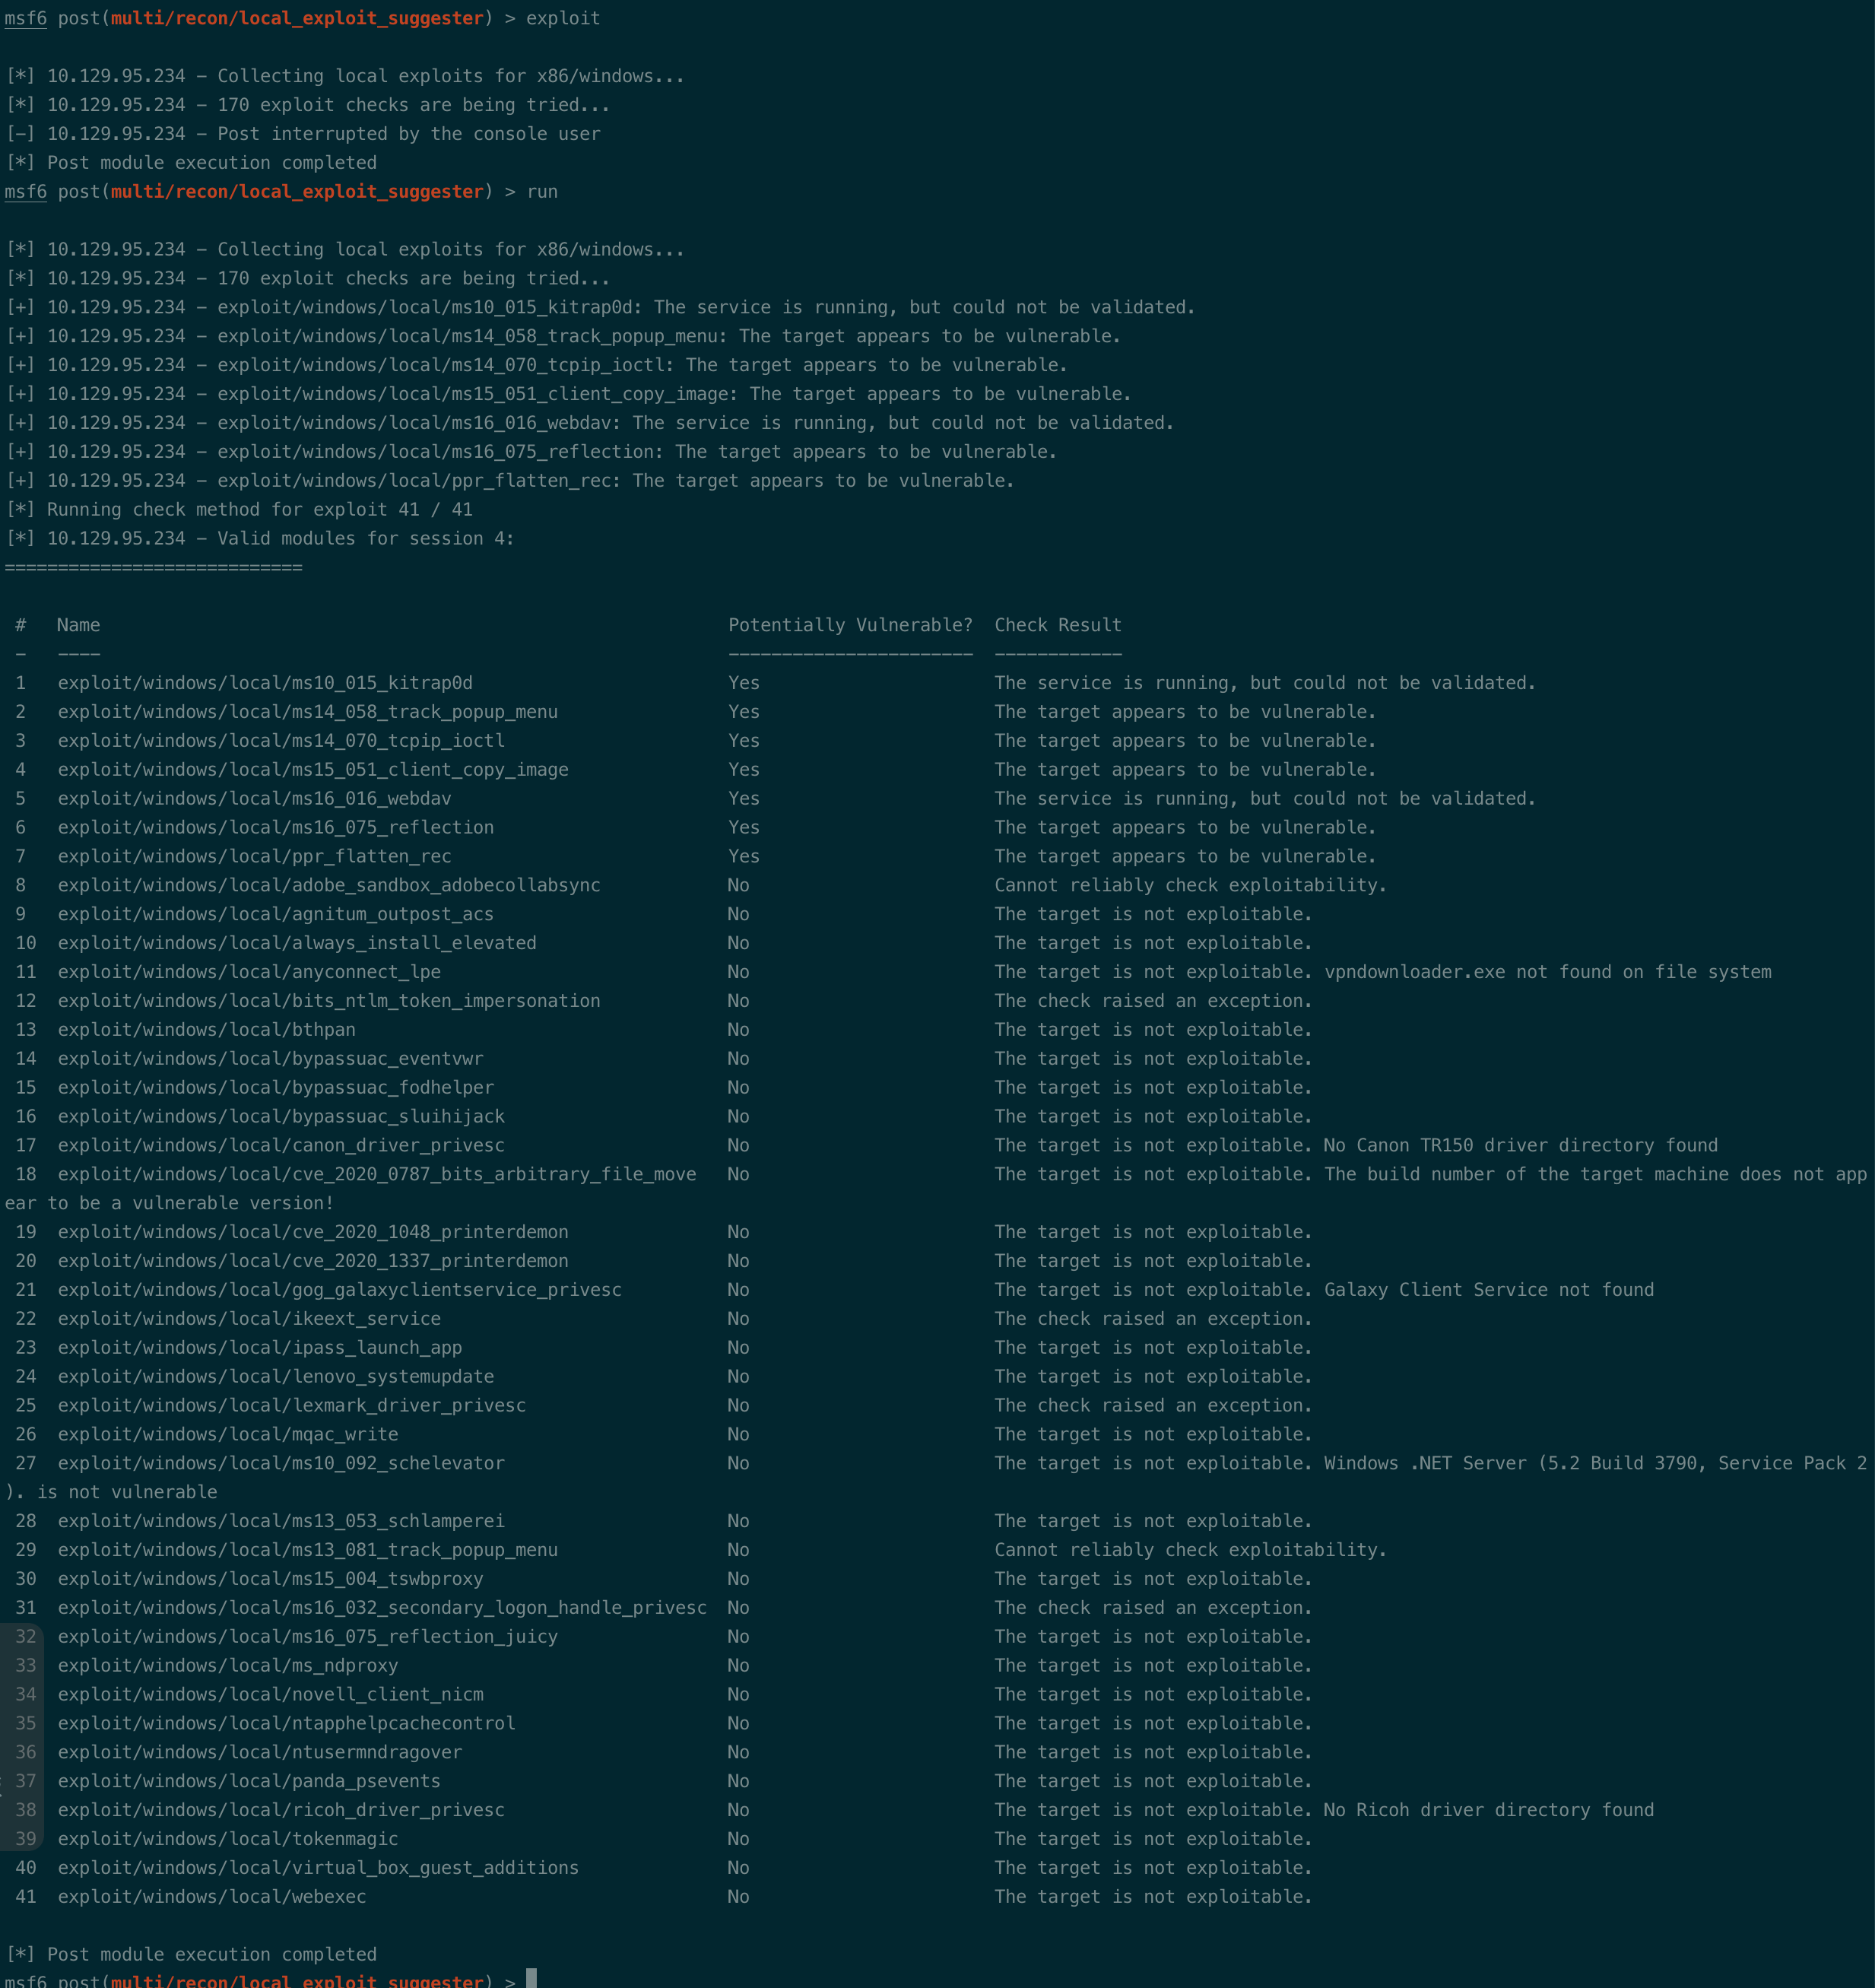 msf6 post(multi/recon/local_exploit_suggester) > exploit
[*] 10.129.95.234 - Collecting local exploits for x86/windows...
[*] 10.129.95.234 - 170 exploit checks are being tried...
[-] 10.129.95.234 - Post interrupted by the console user
[*] Post module execution completed
msf6 post(multi/recon/local_exploit_suggester) > run
[*] 10.129.95.234 - Collecting local exploits for x86/windows...
[*] 10.129.95.234 - 170 exploit checks are being tried...
[+] 10.129.95.234 - exploit/windows/local/ms10_015_kitrap0d: The service is running, but could not be validated.
[+] 10.129.95.234 - exploit/windows/local/ms14_058_track_popup_menu: The target appears to be vulnerable.
[+] 10.129.95.234 - exploit/windows/local/ms14_070_tcpip_ioctl: The target appears to be vulnerable.
[+] 10.129.95.234 - exploit/windows/local/ms15_051_client_copy_image: The target appears to be vulnerable.
[+] 10.129.95.234 - exploit/windows/local/ms16_016_webdav: The service is running, but could not be validated.
[+] 10.129.95.234 - exploit/windows/local/ms16_075_reflection: The target appears to be vulnerable.
[+] 10.129.95.234 - exploit/windows/local/ppr_flatten_rec: The target appears to be vulnerable.
[*] Running check method for exploit 41 / 41
[*] 10.129.95.234 - Valid modules for session 4:
============================
# Name Potentially Vulnerable? Check Result
- ---- ----------------------- ------------
1 exploit/windows/local/ms10_015_kitrap0d Yes The service is running, but could not be validated.
2 exploit/windows/local/ms14_058_track_popup_menu Yes The target appears to be vulnerable.
3 exploit/windows/local/ms14_070_tcpip_ioctl Yes The target appears to be vulnerable.
4 exploit/windows/local/ms15_051_client_copy_image Yes The target appears to be vulnerable.
5 exploit/windows/local/ms16_016_webdav Yes The service is running, but could not be validated.
6 exploit/windows/local/ms16_075_reflection Yes The target appears to be vulnerable.
7 exploit/windows/local/ppr_flatten_rec Yes The target appears to be vulnerable.
8 exploit/windows/local/adobe_sandbox_adobecollabsync No Cannot reliably check exploitability.
9 exploit/windows/local/agnitum_outpost_acs No The target is not exploitable.
10 exploit/windows/local/always_install_elevated No The target is not exploitable.
11 exploit/windows/local/anyconnect_lpe No The target is not exploitable. vpndownloader.exe not found on file system
12 exploit/windows/local/bits_ntlm_token_impersonation No The check raised an exception.
13 exploit/windows/local/bthpan No The target is not exploitable.
14 exploit/windows/local/bypassuac_eventvwr No The target is not exploitable.
15 exploit/windows/local/bypassuac_fodhelper No The target is not exploitable.
16 exploit/windows/local/bypassuac_sluihijack No The target is not exploitable.
17 exploit/windows/local/canon_driver_privesc No The target is not exploitable. No Canon TR150 driver directory found
18 exploit/windows/local/cve_2020_0787_bits_arbitrary_file_move No The target is not exploitable. The build number of the target machine does not app
ear to be a vulnerable version!
19 exploit/windows/local/cve_2020_1048_printerdemon No The target is not exploitable.
20 exploit/windows/local/cve_2020_1337_printerdemon No The target is not exploitable.
21 exploit/windows/local/gog_galaxyclientservice_privesc No The target is not exploitable. Galaxy Client Service not found
22 exploit/windows/local/ikeext_service No The check raised an exception.
23 exploit/windows/local/ipass_launch_app No The target is not exploitable.
24 exploit/windows/local/lenovo_systemupdate No The target is not exploitable.
25 exploit/windows/local/lexmark_driver_privesc No The check raised an exception.
26 exploit/windows/local/mqac_write No The target is not exploitable.
27 exploit/windows/local/ms10_092_schelevator No The target is not exploitable. Windows .NET Server (5.2 Build 3790, Service Pack 2
). is not vulnerable
28 exploit/windows/local/ms13_053_schlamperei No The target is not exploitable.
29 exploit/windows/local/ms13_081_track_popup_menu No Cannot reliably check exploitability.
30 exploit/windows/local/ms15_004_tswbproxy No The target is not exploitable.
31 exploit/windows/local/ms16_032_secondary_logon_handle_privesc No The check raised an exception.
32 exploit/windows/local/ms16_075_reflection_juicy No The target is not exploitable.
33 exploit/windows/local/ms_ndproxy No The target is not exploitable.
34 exploit/windows/local/novell_client_nicm No The target is not exploitable.
35 exploit/windows/local/ntapphelpcachecontrol No The target is not exploitable.
36 exploit/windows/local/ntusermndragover No The target is not exploitable.
37 exploit/windows/local/panda_psevents No The target is not exploitable.
38 exploit/windows/local/ricoh_driver_privesc No The target is not exploitable. No Ricoh driver directory found
39 exploit/windows/local/tokenmagic No The target is not exploitable.
40 exploit/windows/local/virtual_box_guest_additions No The target is not exploitable.
41 exploit/windows/local/webexec No The target is not exploitable.
[*] Post module execution completed
msf6 post(multi/recon/local_exploit_suggester) >